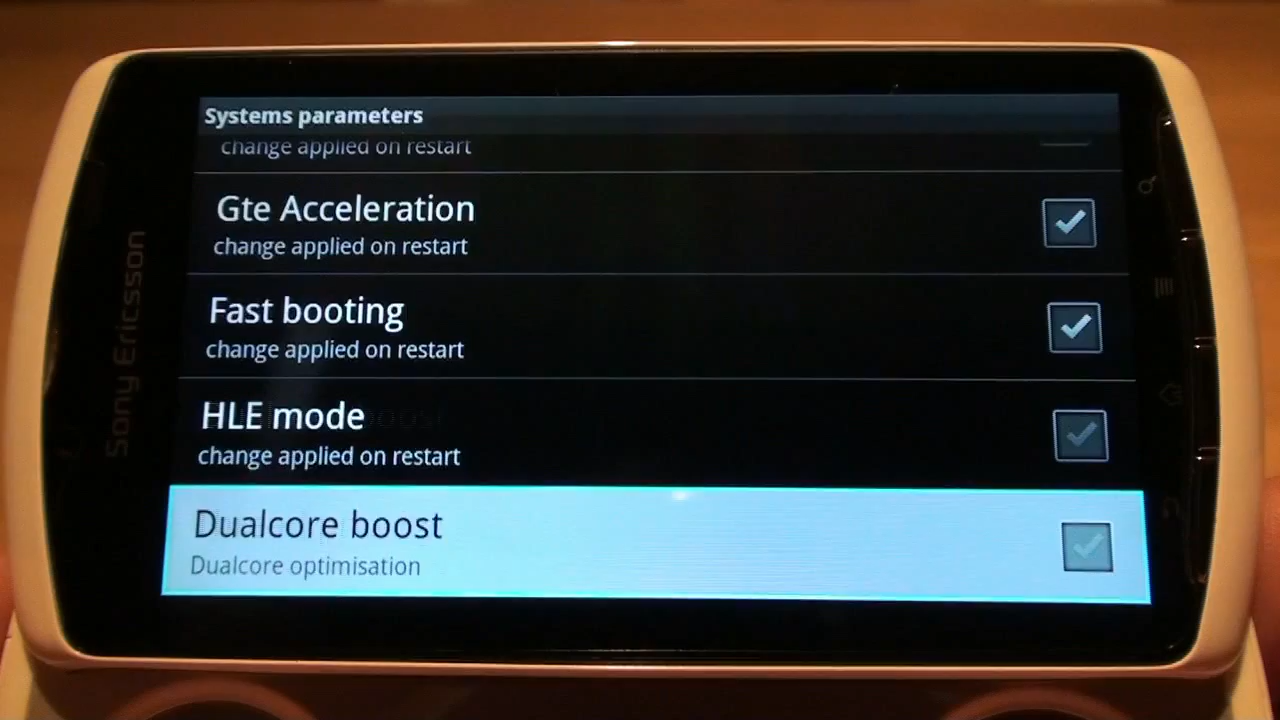 Systems parameters
change applied on restart
Gte Acceleration
change applied on restart
Fast booting
change applied on restart
HLE mode
change applied on restart
Dualcore boost
Dualcore optimisation
Sony Ericsson